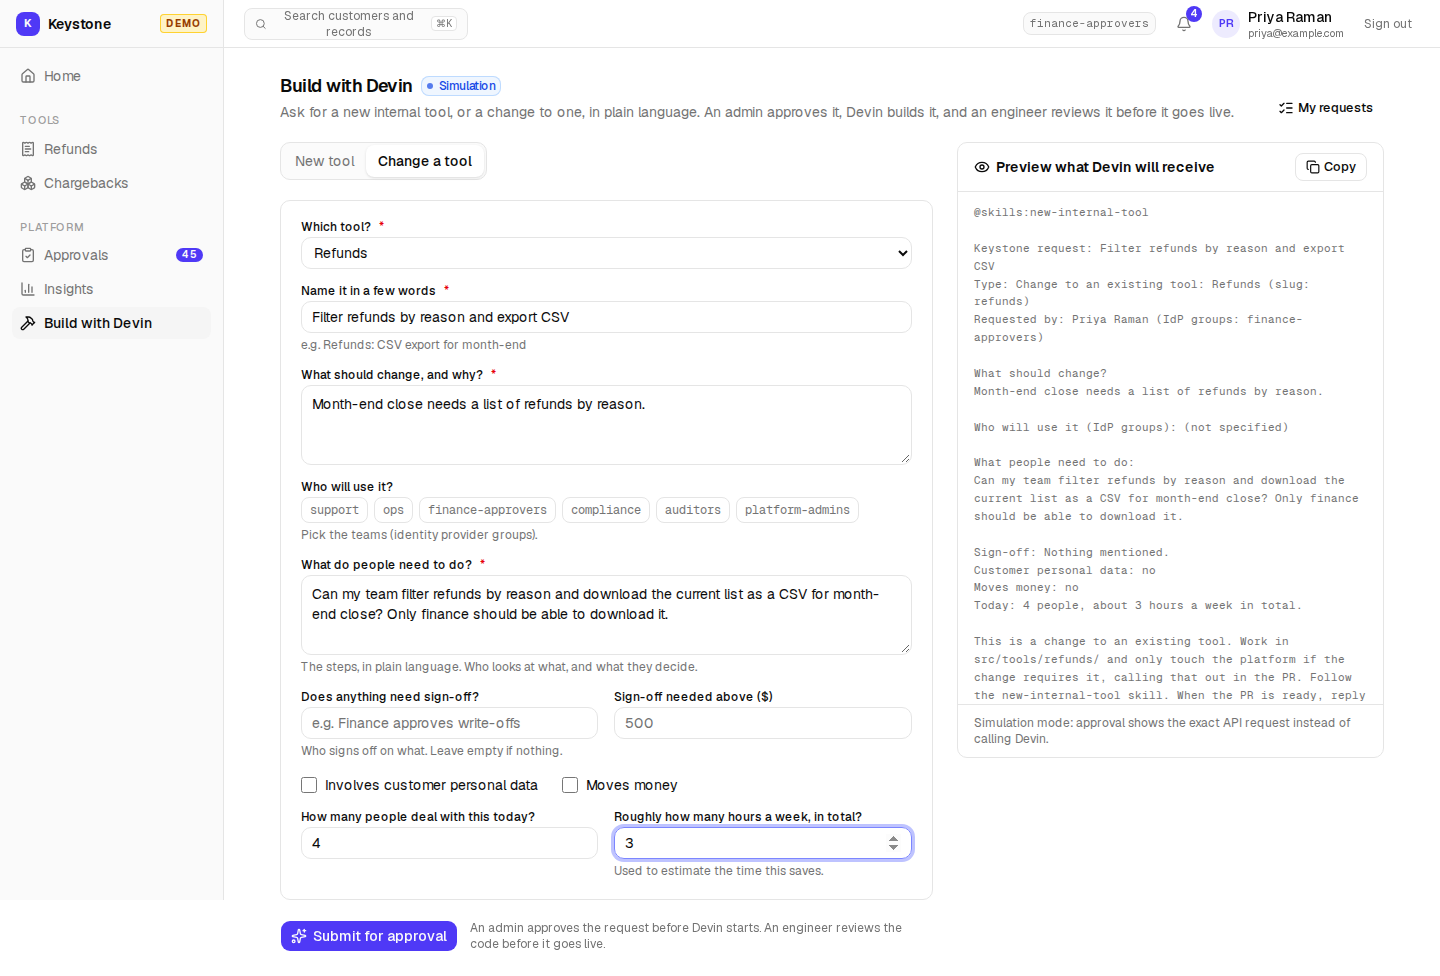 K Keystone DEMO
Search customers and records ⌘K
finance-approvers
4
PR Priya Raman
priya@example.com
Sign out
Home
TOOLS
Refunds
Chargebacks
PLATFORM
Approvals 45
Insights
Build with Devin
Build with Devin Simulation
Ask for a new internal tool, or a change to one, in plain language. An admin approves it, Devin builds it, and an engineer reviews it before it goes live.
My requests
New tool Change a tool
Which tool? *
Refunds
Name it in a few words *
Filter refunds by reason and export CSV
e.g. Refunds: CSV export for month-end
What should change, and why? *
Month-end close needs a list of refunds by reason.
Who will use it?
support ops finance-approvers compliance auditors platform-admins
Pick the teams (identity provider groups).
What do people need to do? *
Can my team filter refunds by reason and download the current list as a CSV for month-
end close? Only finance should be able to download it.
The steps, in plain language. Who looks at what, and what they decide.
Does anything need sign-off? Sign-off needed above ($)
e.g. Finance approves write-offs 500
Who signs off on what. Leave empty if nothing.
Involves customer personal data Moves money
How many people deal with this today? Roughly how many hours a week, in total?
4 3
Used to estimate the time this saves.
Submit for approval
An admin approves the request before Devin starts. An engineer reviews the
code before it goes live.
Preview what Devin will receive Copy
@skills:new-internal-tool
Keystone request: Filter refunds by reason and export
CSV
Type: Change to an existing tool: Refunds (slug:
refunds)
Requested by: Priya Raman (IdP groups: finance-
approvers)
What should change?
Month-end close needs a list of refunds by reason.
Who will use it (IdP groups): (not specified)
What people need to do:
Can my team filter refunds by reason and download the
current list as a CSV for month-end close? Only finance
should be able to download it.
Sign-off: Nothing mentioned.
Customer personal data: no
Moves money: no
Today: 4 people, about 3 hours a week in total.
This is a change to an existing tool. Work in
src/tools/refunds/ and only touch the platform if the
change requires it, calling that out in the PR. Follow
the new-internal-tool skill. When the PR is ready, reply
Simulation mode: approval shows the exact API request instead of
calling Devin.